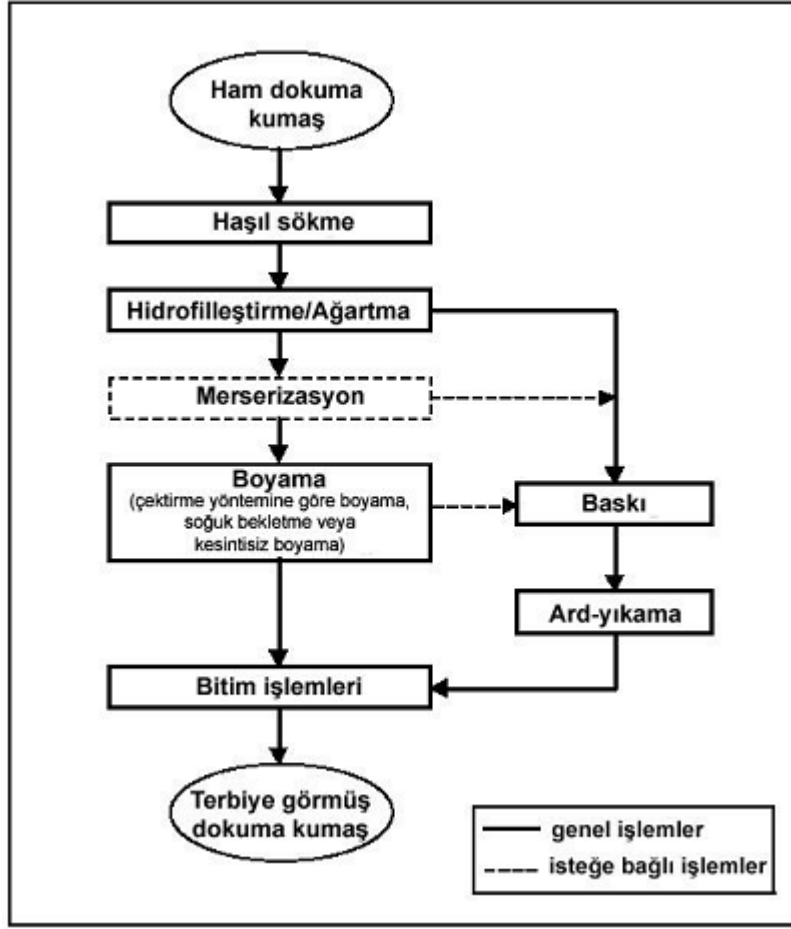 Ham dokuma
kumaş
Haşıl sökme
Hidrofilleştirme/Ağartma
Merserizasyon
Boyama
(çektirme yöntemine göre boyama,
soğuk bekletme veya
kesintisiz boyama)
Baskı
Ard-yıkama
Bitim işlemleri
Terbiye görmüş
dokuma kumaş
genel işlemler
isteğe bağlı işlemler